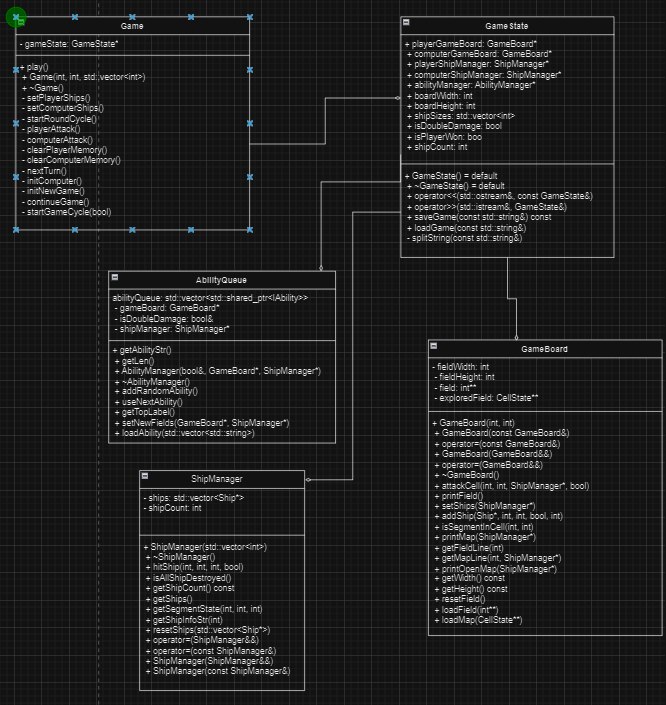 Game
- gameState: GameState*
+ play()
+ Game(int, int, std::vector<int>)
+ ~Game()
- setPlayerShips()
- setComputerShips()
- startRoundCycle()
- playerAttack()
- computerAttack()
- clearPlayerMemory()
- clearComputerMemory()
- nextTurn()
- initComputer()
- initNewGame()
- continueGame()
- startGameCycle(bool)
GameState
+ playerGameBoard: GameBoard*
+ computerGameBoard: GameBoard*
+ playerShipManager: ShipManager*
+ computerShipManager: ShipManager*
+ abilityManager: AbilityManager*
+ boardWidth: int
+ boardHeight: int
+ shipSizes: std::vector<int>
+ isDoubleDamage: bool
+ isPlayerWon: boo
+ shipCount: int
+ GameState() = default
+ ~GameState() = default
+ operator<<(std::ostream&, const GameState&)
+ operator>>(std::istream&, GameState&)
+ saveGame(const std::string&) const
+ loadGame(const std::string&)
- splitString(const std::string&)
AbilityQueue
abilityQueue: std::vector<std::shared_ptr<IAbility>>
- gameBoard: GameBoard*
- isDoubleDamage: bool&
- shipManager: ShipManager*
+ getAbilityStr()
+ getLen()
+ AbilityManager(bool&, GameBoard*, ShipManager*)
+ ~AbilityManager()
+ addRandomAbility()
+ useNextAbility()
+ getTopLabel()
+ setNewFields(GameBoard*, ShipManager*)
+ loadAbility(std::vector<std::string>)
GameBoard
- fieldWidth: int
- fieldHeight: int
- field: int**
- exploredField: CellState**
+ GameBoard(int, int)
+ GameBoard(const GameBoard&)
+ operator=(const GameBoard&)
+ GameBoard(GameBoard&&)
+ operator=(GameBoard&&)
+ ~GameBoard()
+ attackCell(int, int, ShipManager*, bool)
+ printField()
+ setShips(ShipManager*)
+ addShip(Ship*, int, int, bool, int)
+ isSegmentInCell(int, int)
+ printMap(ShipManager*)
+ getFieldLine(int)
+ getMapLine(int, ShipManager*)
+ printOpenMap(ShipManager*)
+ getWidth() const
+ getHeight() const
+ resetField()
+ loadField(int**)
+ loadMap(CellState**)
ShipManager
- ships: std::vector<Ship*>
- shipCount: int
+ ShipManager(std::vector<int>)
+ ~ShipManager()
+ hitShip(int, int, int, bool)
+ isAllShipDestroyed()
+ getShipCount() const
+ getShips()
+ getSegmentState(int, int, int)
+ getShipInfoStr(int)
+ resetShips(std::vector<Ship*>)
+ operator=(ShipManager&&)
+ operator=(const ShipManager&)
+ ShipManager(ShipManager&&)
+ ShipManager(const ShipManager&)